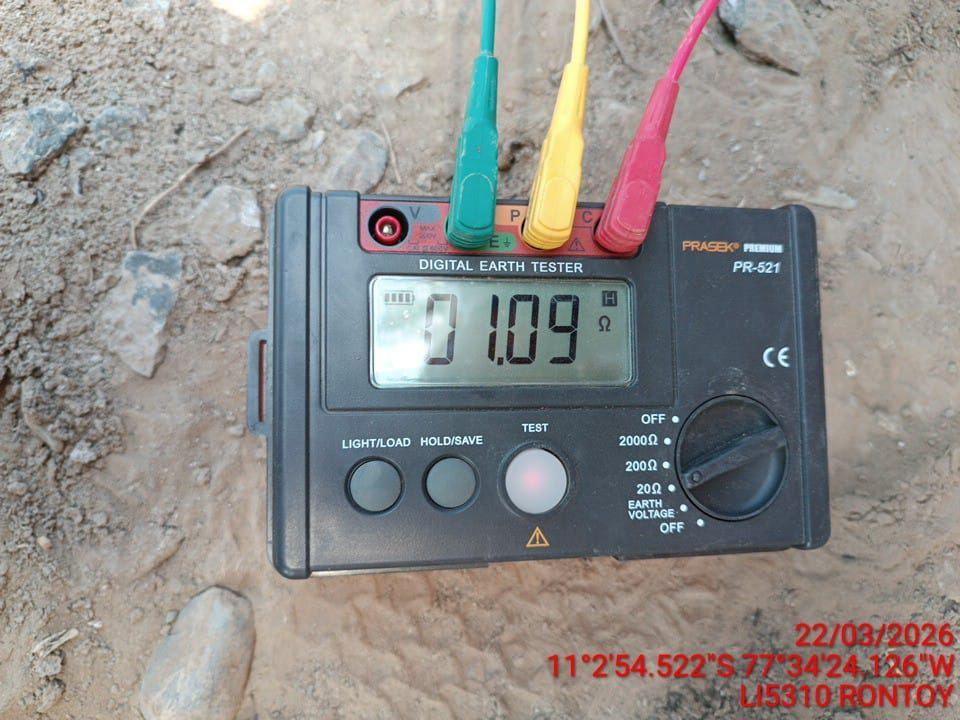 V
P
C
MAX
E
PRASEK® PREMIUM
PR-521
DIGITAL EARTH TESTER
01.09
H
Ω
CE
LIGHT/LOAD
HOLD/SAVE
TEST
OFF
2000Ω
200Ω
20Ω
EARTH
VOLTAGE
OFF
22/03/2026
11°2'54.522"S 77°34'24.126"W
LI5310 RONTOY